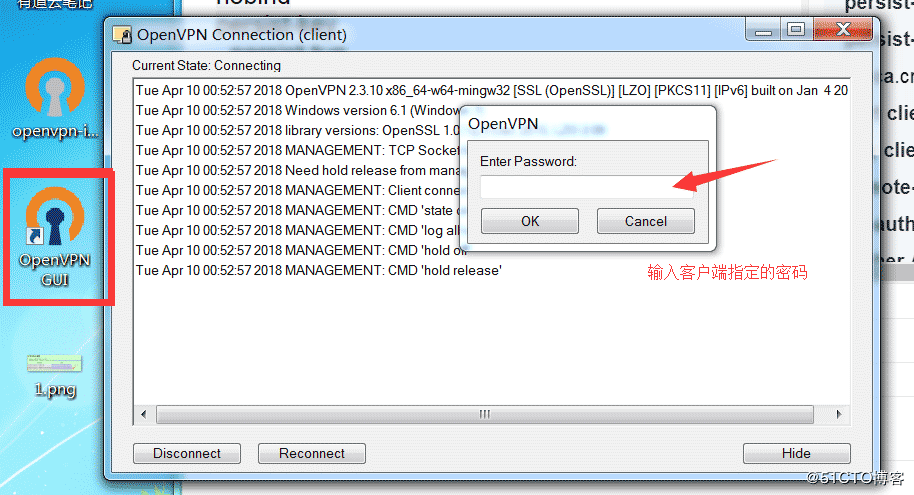 有道云笔记
nobind
persist-
openvpn-i...
OpenVPN
GUI
1.png
OpenVPN Connection (client)
Current State: Connecting
Tue Apr 10 00:52:57 2018 OpenVPN 2.3.10 x86_64-w64-mingw32 [SSL (OpenSSL)] [LZO] [PKCS11] [IPv6] built on Jan 4 20
Tue Apr 10 00:52:57 2018 Windows version 6.1 (Window
Tue Apr 10 00:52:57 2018 library versions: OpenSSL 1.0
Tue Apr 10 00:52:57 2018 MANAGEMENT: TCP Socket
Tue Apr 10 00:52:57 2018 Need hold release from mana
Tue Apr 10 00:52:57 2018 MANAGEMENT: Client conne
Tue Apr 10 00:52:57 2018 MANAGEMENT: CMD 'state o
Tue Apr 10 00:52:57 2018 MANAGEMENT: CMD 'log all
Tue Apr 10 00:52:57 2018 MANAGEMENT: CMD 'hold off
Tue Apr 10 00:52:57 2018 MANAGEMENT: CMD 'hold release'
OpenVPN
Enter Password:
OK
Cancel
输入客户端指定的密码
Disconnect
Reconnect
Hide
sist-
ca.cr
clie
clie
ote-
auth
@51CTO博客